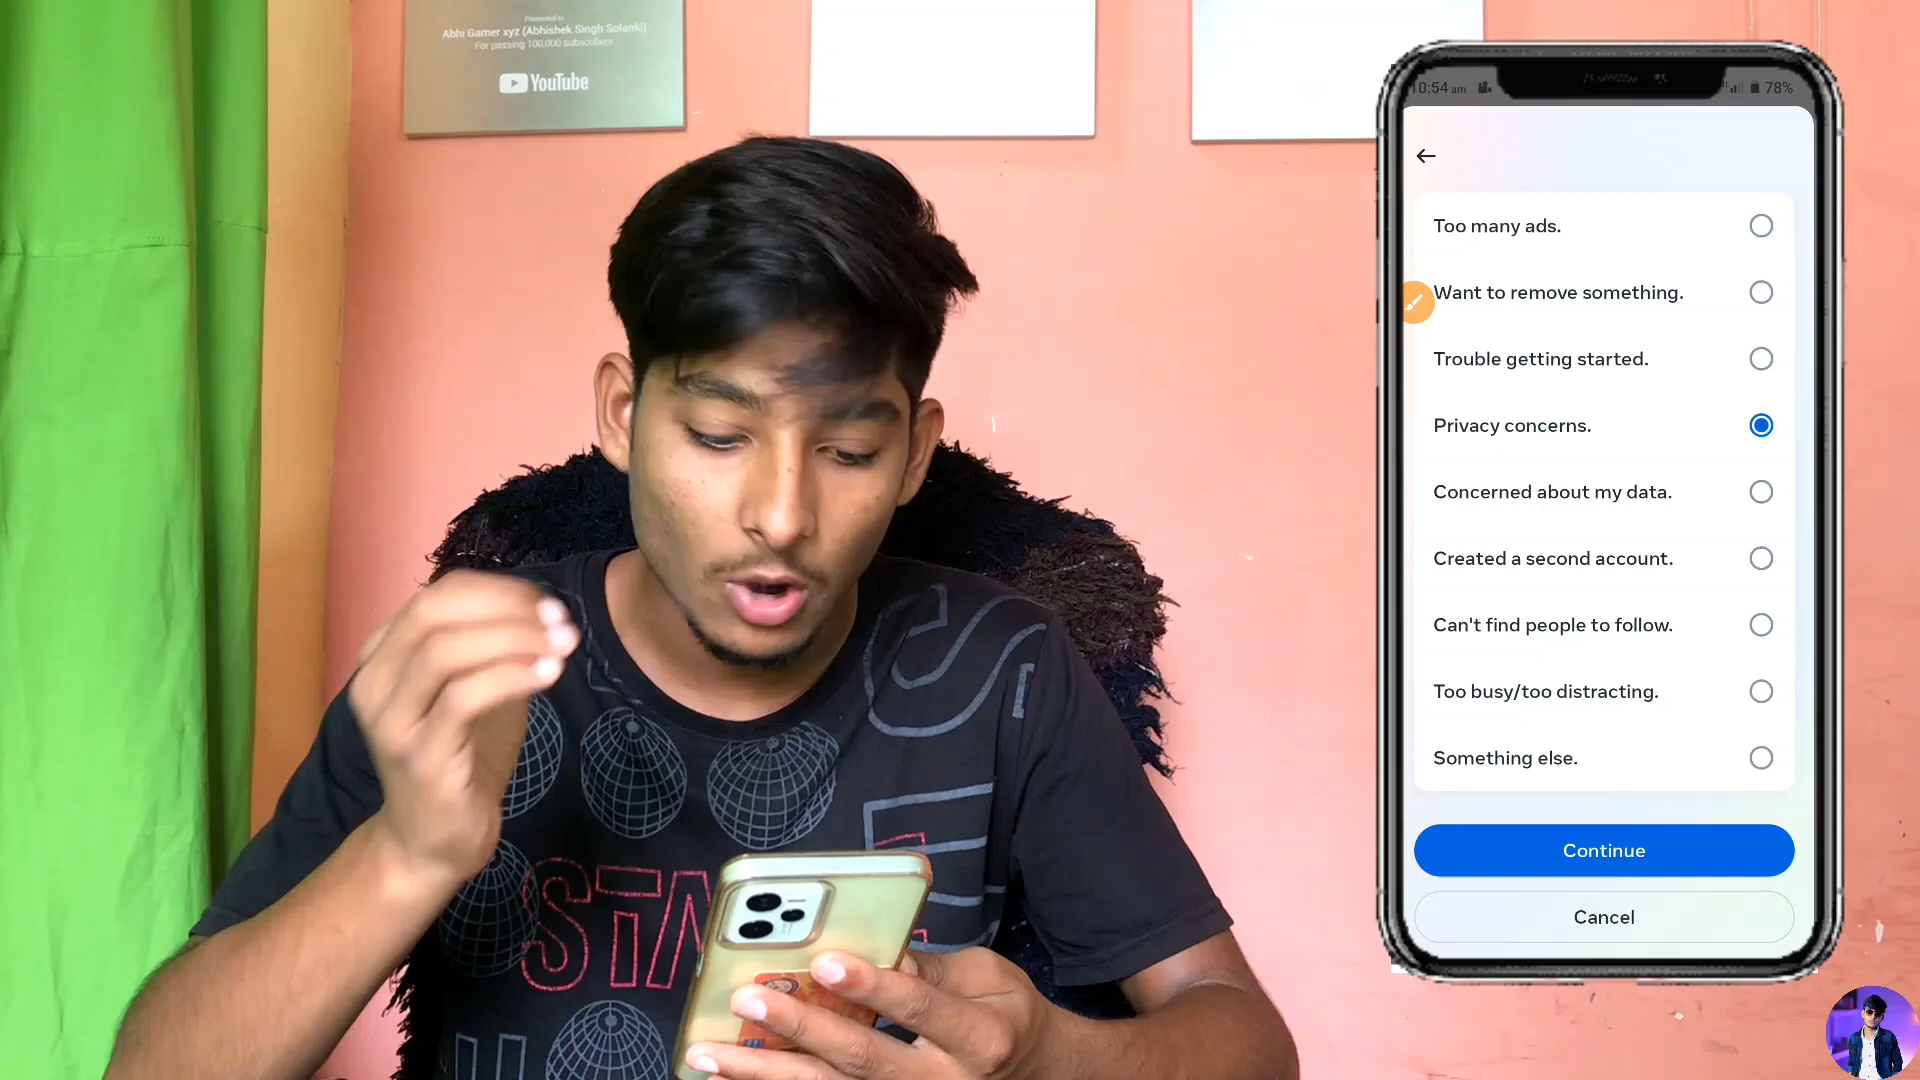 Presented to
Abhi Gamer xyz (Abhishek Singh Solanki)
For passing 100,000 subscribers
YouTube
10:54 am
78%
Too many ads.
Want to remove something.
Trouble getting started.
Privacy concerns.
Concerned about my data.
Created a second account.
Can't find people to follow.
Too busy/too distracting.
Something else.
Continue
Cancel